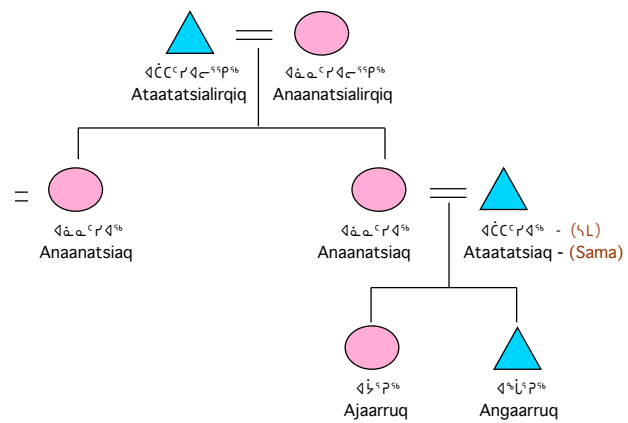 ᐊᑖᑕᑦᓯᐊᓕᕐᕿᖅ ᐊᓈᓇᑦᓯᐊᓕᕐᕿᖅ
Ataatatsialirqiq Anaanatsialirqiq
ᐊᓈᓇᑦᓯᐊᖅ ᐊᓈᓇᑦᓯᐊᖅ ᐊᑖᑕᑦᓯᐊᖅ - (ᓴᒪ)
Anaanatsiaq Anaanatsiaq Ataatatsiaq - (Sama)
ᐊᔮᕐᕈᖅ ᐊᖔᕐᕈᖅ
Ajaarruq Angaarruq